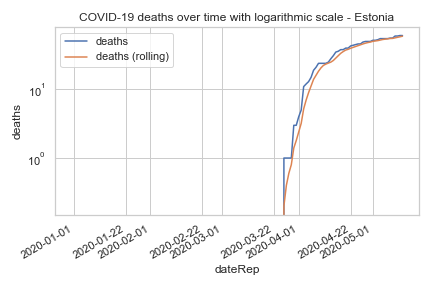 COVID-19 deaths over time with logarithmic scale - Estonia
deaths
deaths (rolling)
10¹
10⁰
deaths
2020-01-01
2020-01-22
2020-02-01
2020-02-22
2020-03-01
2020-03-22
2020-04-01
2020-04-22
2020-05-01
dateRep